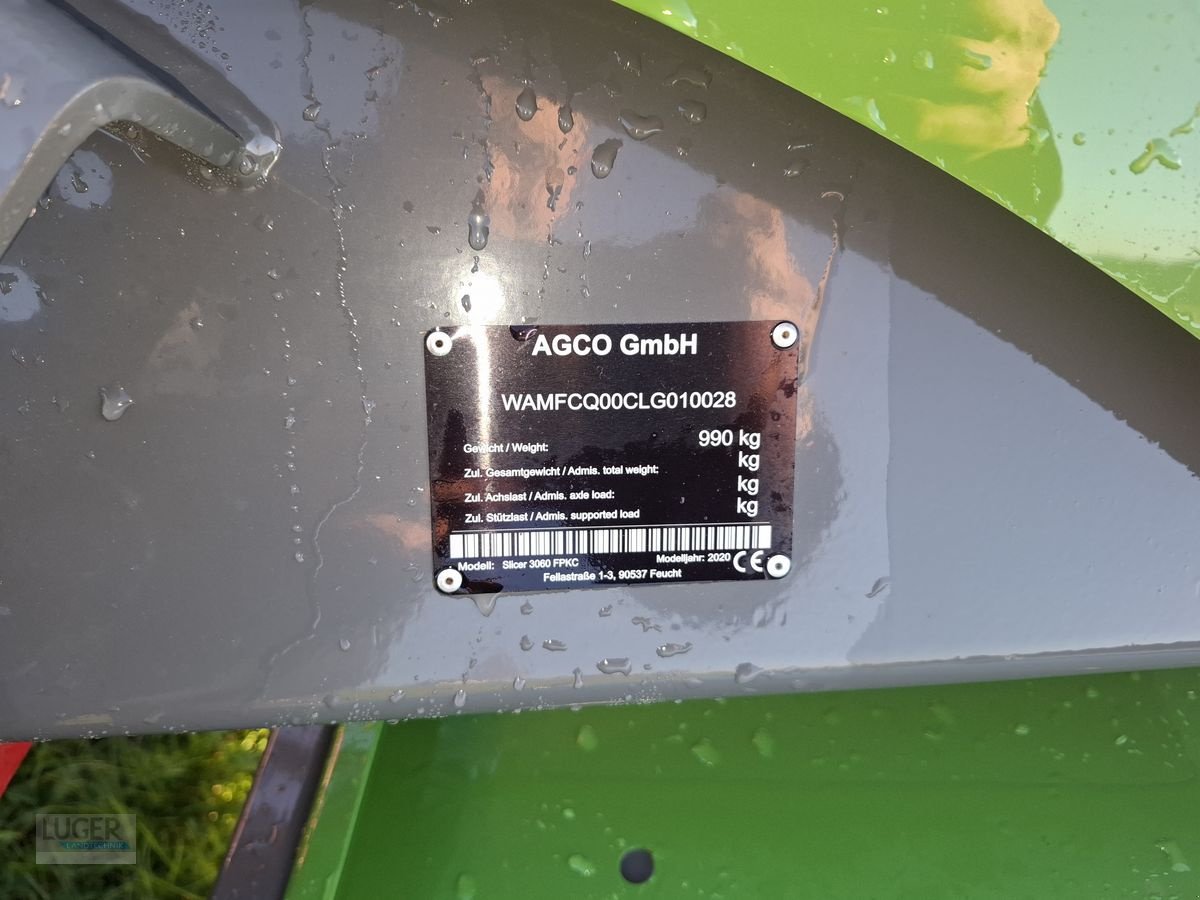 AGCO GmbH
WAMFCQ00CLG010028
Gewicht / Weight: 990 kg
Zul. Gesamtgewicht / Admis. total weight: kg
Zul. Achslast / Admis. axle load: kg
Zul. Stützlast / Admis. supported load kg
Modell: Slicer 3060 FPKC Modelljahr: 2020 CE
Fellastraße 1-3, 90537 Feucht
LUGER
LANDTECHNIK